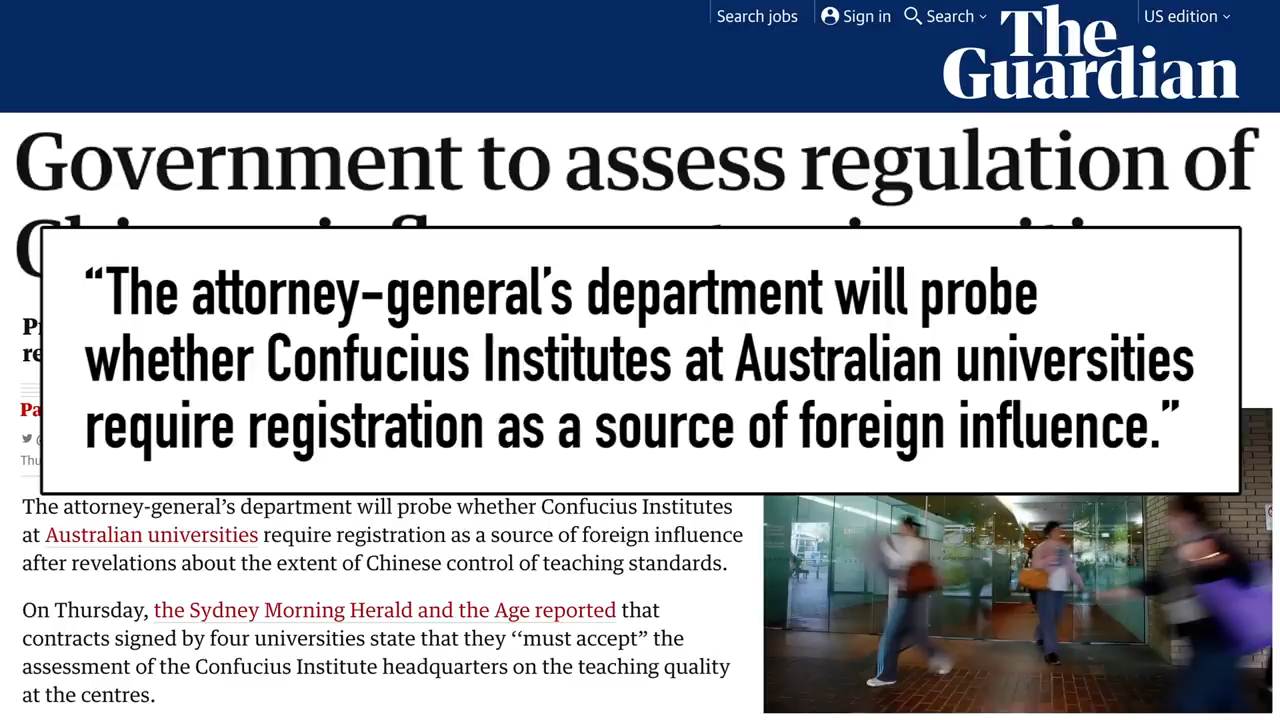 Search jobs
Sign in
Search
US edition
The
Guardian
Government to assess regulation of
“The attorney-general’s department will probe
whether Confucius Institutes at Australian universities
require registration as a source of foreign influence.”
The attorney-general’s department will probe whether Confucius Institutes
at Australian universities require registration as a source of foreign influence
after revelations about the extent of Chinese control of teaching standards.
On Thursday, the Sydney Morning Herald and the Age reported that
contracts signed by four universities state that they ‘‘must accept” the
assessment of the Confucius Institute headquarters on the teaching quality
at the centres.